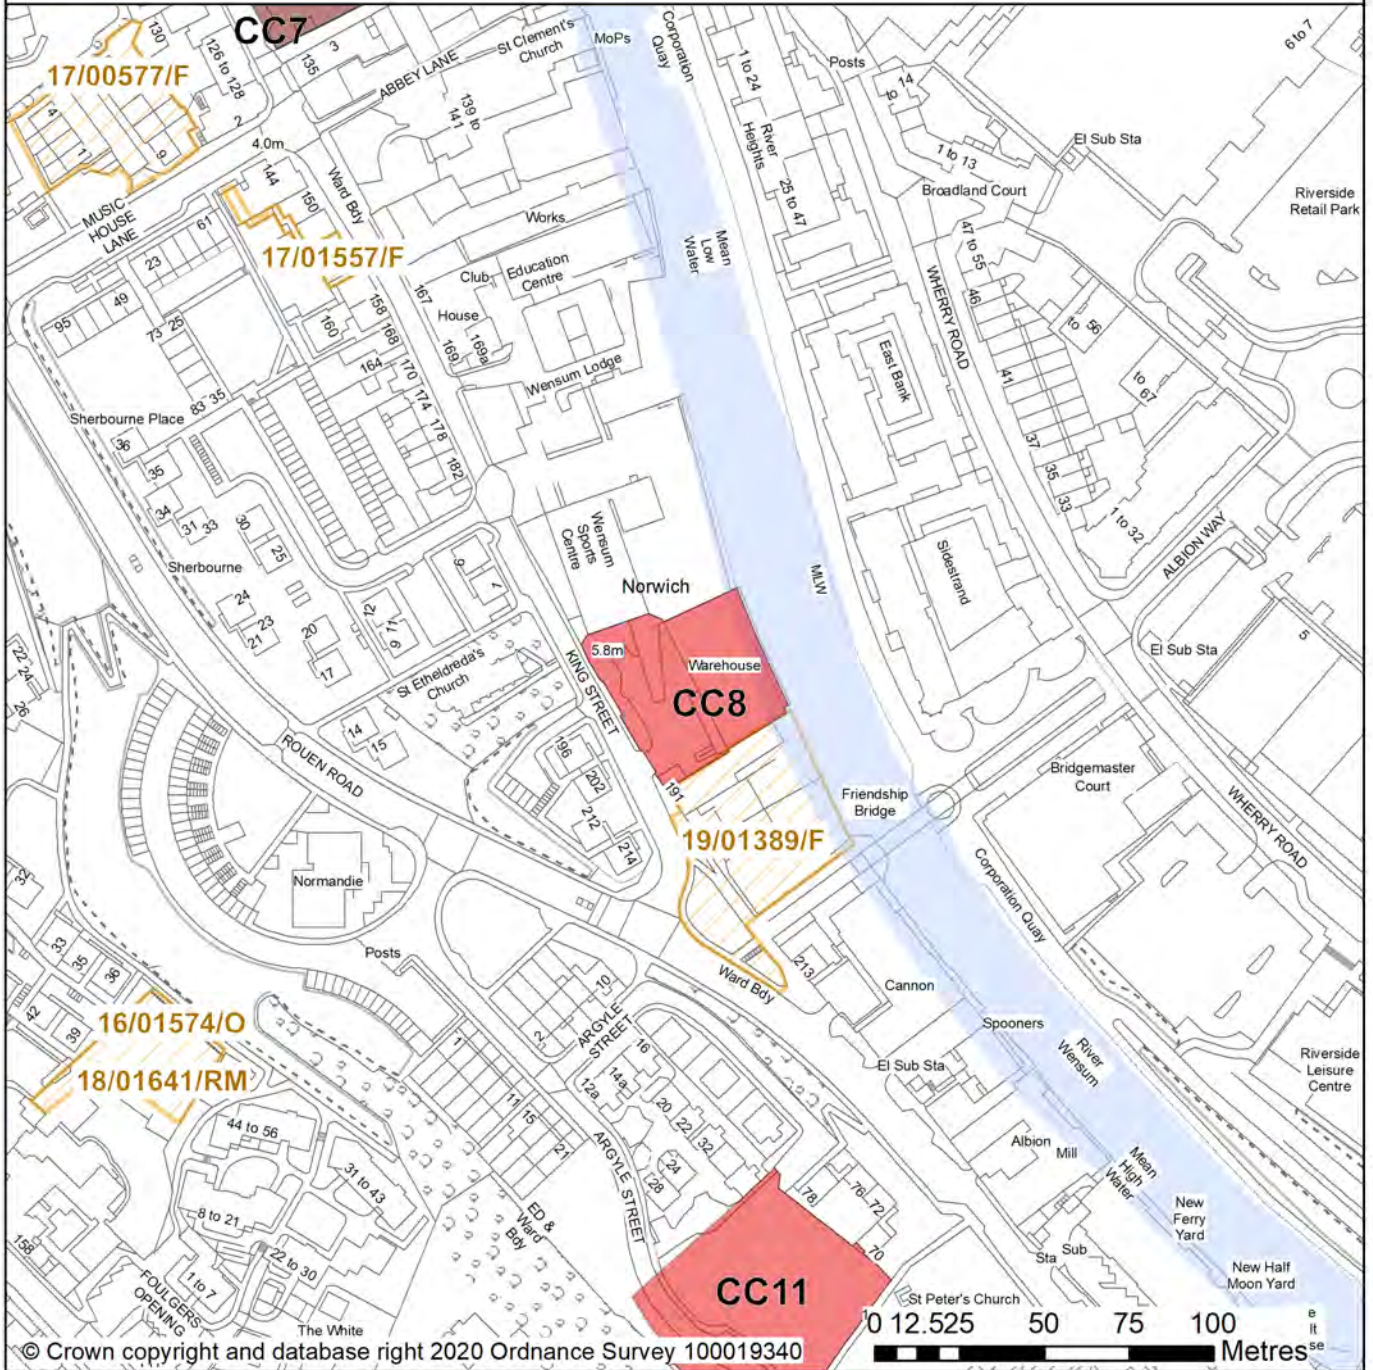 CC7
130
126 to 128
135
3
ABBEY LANE
St Clement's
Church
MoPs
Corporation
Quay
1 to 24
River
Heights
25 to 47
Posts
to 14
1 to 13
El Sub Sta
6 to 7
Broadland Court
Riverside
Retail Park
17/00577/F
4
1
9
2
4.0m
139 to
141
144
150
Ward Bdy
MUSIC
HOUSE
LANE
61
23
49
95
73
25
83
35
17/01557/F
Works
Club
Education
Centre
House
167
169
169a
Mean
Low
Water
WHERRY ROAD
47 to 55
46
to 56
to 67
41
37
35
33
1 to 32
East Bank
158
168
160
164
170
174
178
182
Wensum Lodge
Sherbourne Place
36
35
34
31
33
30
25
Sherbourne
24
23
21
20
17
Wensum
Sports
Centre
Norwich
MLW
Sidestrand
ALBION WAY
El Sub Sta
5
12
St Etheldreda's
Church
KING STREET
5.8m
Warehouse
CC8
14
15
196
202
212
214
191
22
24
26
ROUEN ROAD
Normandie
32
Friendship
Bridge
Bridgemaster
Court
WHERRY ROAD
19/01389/F
Corporation Quay
Posts
33
35
36
42
39
16/01574/O
18/01641/RM
10
ARGYLE
STREET
Ward Bdy
213
Cannon
Spooners
El Sub Sta
River
Wensum
Riverside
Leisure
Centre
1
11
15
21
16
14a
12a
20
22
32
24
28
ARGYLE STREET
44 to 56
31 to 43
8 to 21
22 to 30
1 to 7
158
FOULGERS
OPENING
The White
ED &
Ward
Bdy
78
76
72
70
Albion
Mill
Mean
High
Water
New
Ferry
Yard
Sub
Sta
New Half
Moon Yard
CC11
St Peter's Church
0 12.525 50 75 100
Metres
© Crown copyright and database right 2020 Ordnance Survey 100019340